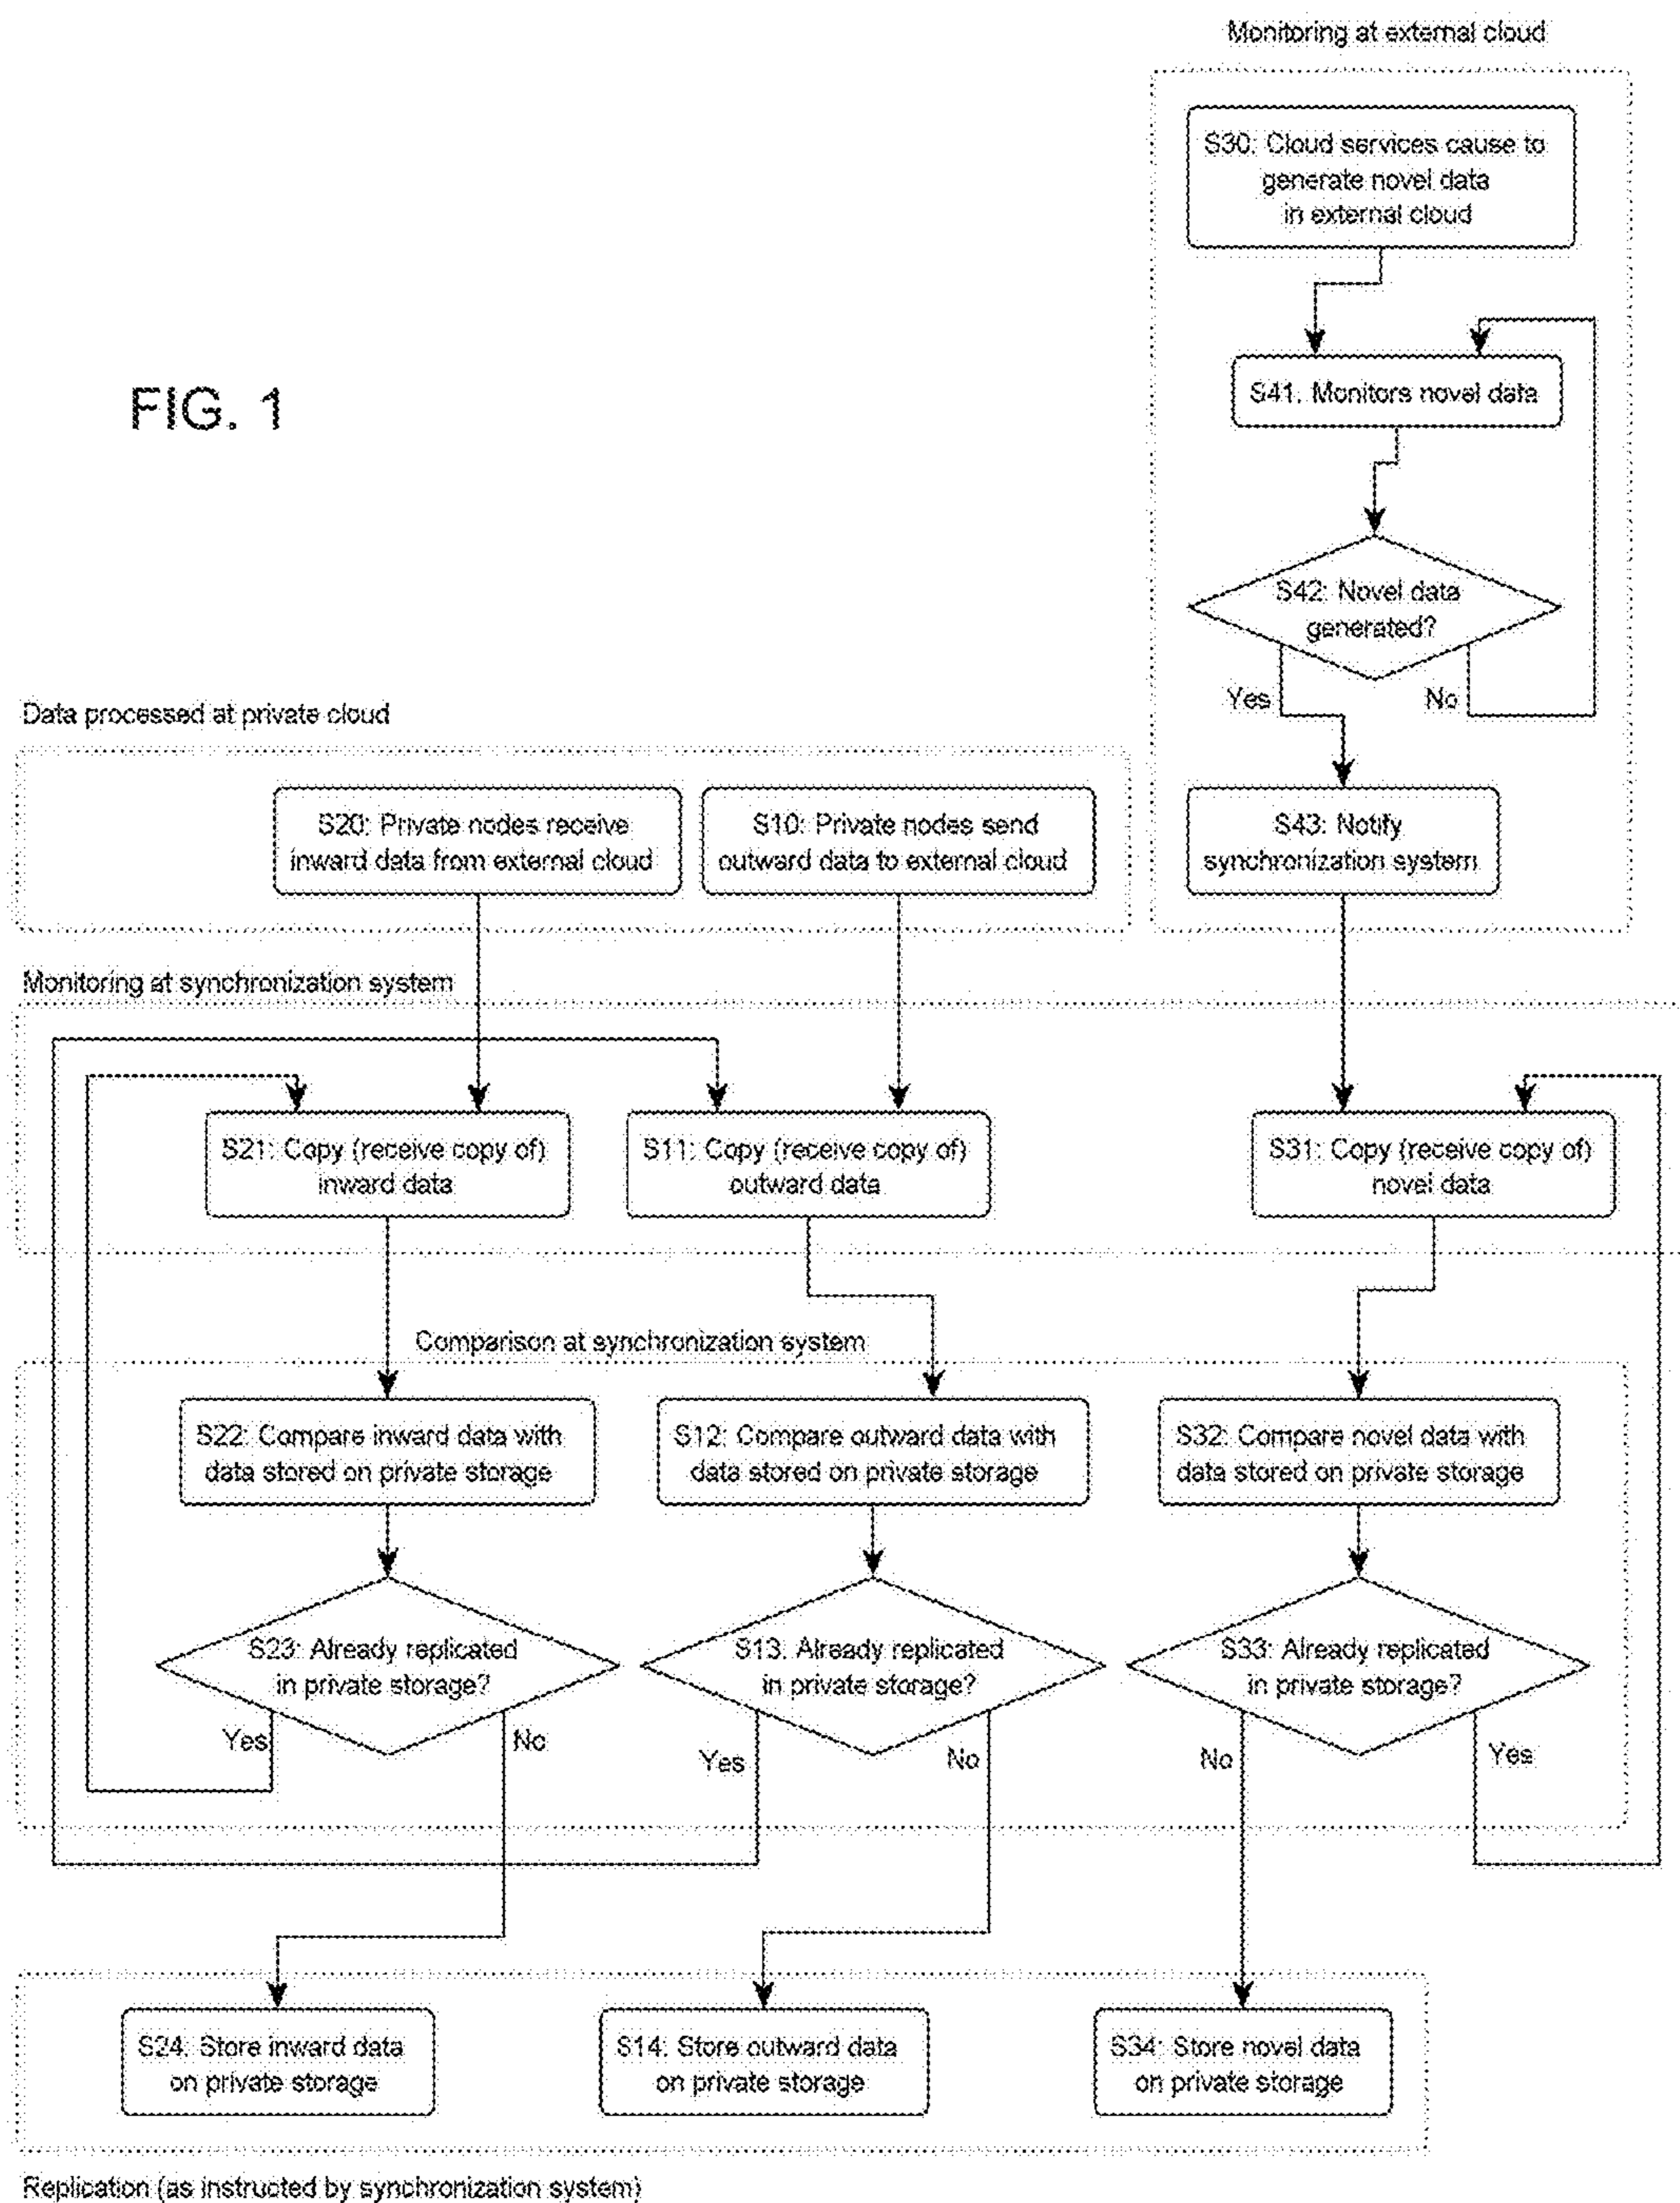 Monitoring at external cloud
S30: Cloud services cause to
generate novel data
in external cloud
FIG. 1
S41: Monitors novel data
S42: Novel data
generated?
Yes
No
Data processed at private cloud
S20: Private nodes receive
inward data from external cloud
S10: Private nodes send
outward data to external cloud
S43: Notify
synchronization system
Monitoring at synchronization system
S21: Copy (receive copy of)
inward data
S11: Copy (receive copy of)
outward data
S31: Copy (receive copy of)
novel data
Comparison at synchronization system
S22: Compare inward data with
data stored on private storage
S12: Compare outward data with
data stored on private storage
S32: Compare novel data with
data stored on private storage
S23: Already replicated
in private storage?
S13: Already replicated
in private storage?
S33: Already replicated
in private storage?
Yes
No
Yes
No
No
Yes
S24: Store inward data
on private storage
S14: Store outward data
on private storage
S34: Store novel data
on private storage
Replication (as instructed by synchronization system)